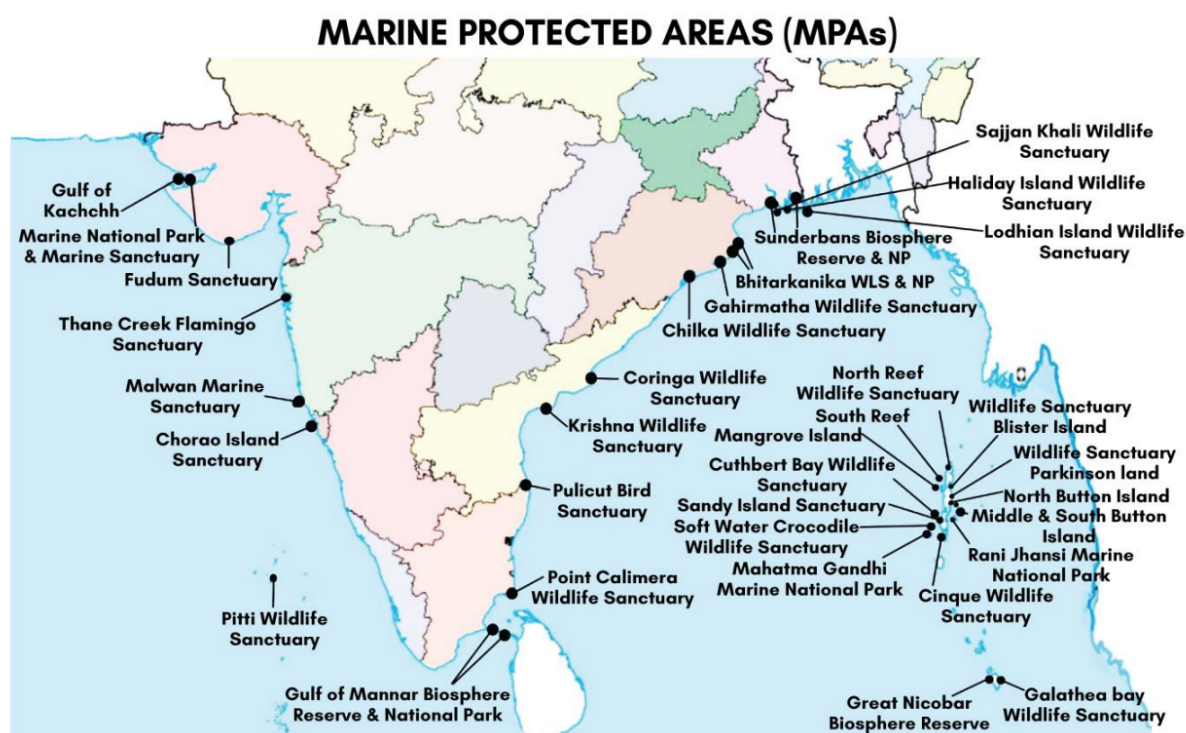 MARINE PROTECTED AREAS (MPAs)
Sajjan Khali Wildlife
Sanctuary
Haliday Island Wildlife
Sanctuary
Lodhian Island Wildlife
Sanctuary
Sunderbans Biosphere
Reserve & NP
Bhitarkanika WLS & NP
Gahirmatha Wildlife Sanctuary
Chilka Wildlife Sanctuary
Gulf of
Kachchh
Marine National Park
& Marine Sanctuary
Fudum Sanctuary
Thane Creek Flamingo
Sanctuary
Malwan Marine
Sanctuary
Chorao Island
Sanctuary
Coringa Wildlife
Sanctuary
Krishna Wildlife
Sanctuary
Pulicut Bird
Sanctuary
Point Calimera
Wildlife Sanctuary
Pitti Wildlife
Sanctuary
Gulf of Mannar Biosphere
Reserve & National Park
North Reef
Wildlife Sanctuary
South Reef
Mangrove Island
Cuthbert Bay Wildlife
Sanctuary
Sandy Island Sanctuary
Soft Water Crocodile
Wildlife Sanctuary
Mahatma Gandhi
Marine National Park
Wildlife Sanctuary
Blister Island
Wildlife Sanctuary
Parkinson land
North Button Island
Middle & South Button
Island
Rani Jhansi Marine
National Park
Cinque Wildlife
Sanctuary
Great Nicobar
Biosphere Reserve
Galathea bay
Wildlife Sanctuary